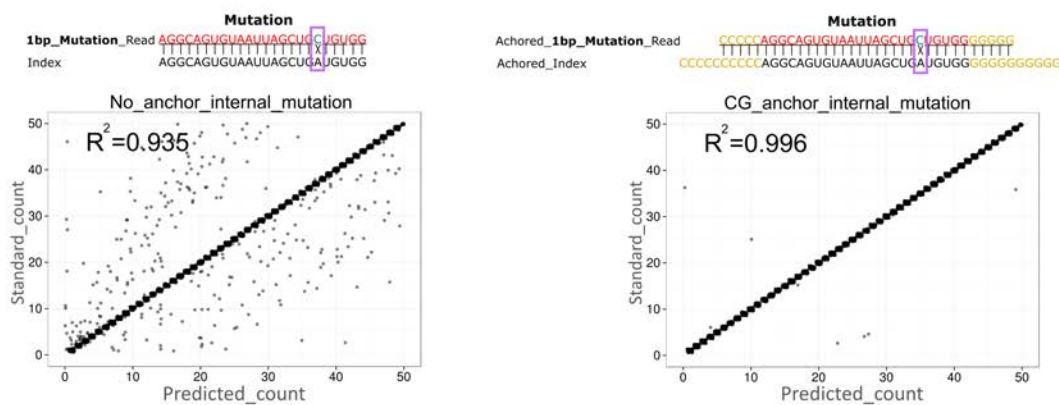 Mutation
1bp_Mutation_Read AGGCAGUGUAAUUAGCUGCUGUGG
X
Index AGGCAGUGUAAUUAGCUGAUGUGG
No_anchor_internal_mutation
R²=0.935
Standard_count
50
40
30
20
10
0
0 10 20 30 40 50
Predicted_count
Mutation
Achored_1bp_Mutation_Read CCCCCAGGCAGUGUAAUUAGCUGCUGUGGGGGGG
X
Achored_Index CCCCCCCCCCAGGCAGUGUAAUUAGCUGAUGUGGGGGGGGGGGG
CG_anchor_internal_mutation
R²=0.996
Standard_count
50
40
30
20
10
0
0 10 20 30 40 50
Predicted_count